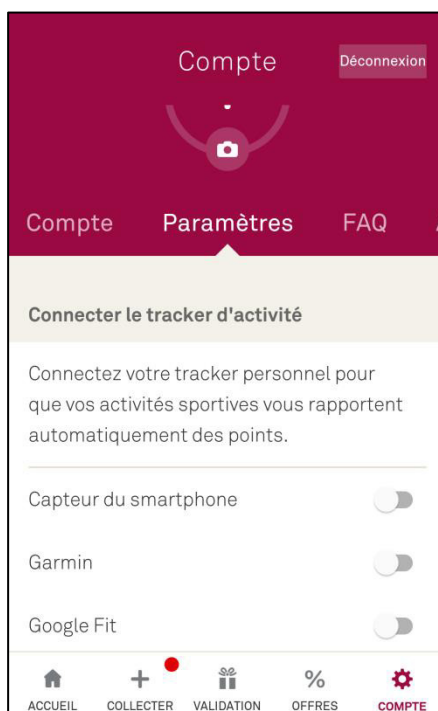 Compte
Déconnexion
Compte Paramètres FAQ
Connecter le tracker d'activité
Connectez votre tracker personnel pour
que vos activités sportives vous rapportent
automatiquement des points.
Capteur du smartphone
Garmin
Google Fit
ACCUEIL COLLECTER VALIDATION OFFRES COMPTE